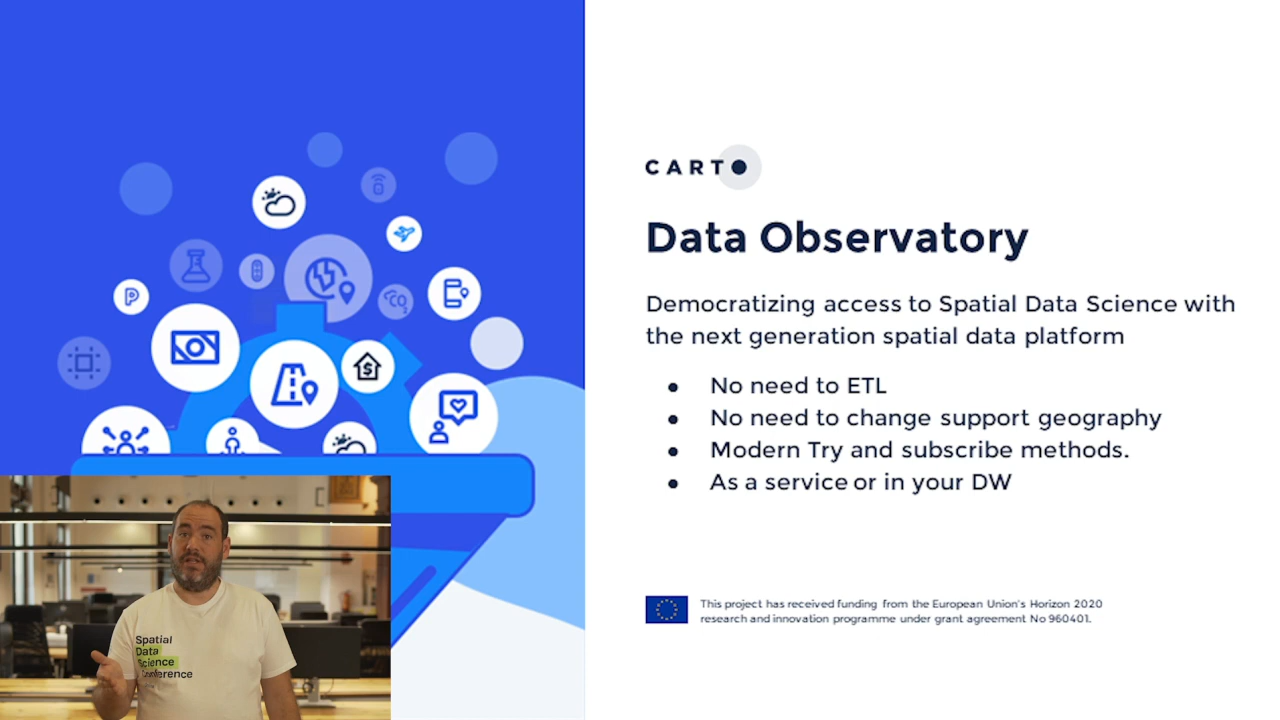 CARTO
Data Observatory
Democratizing access to Spatial Data Science with
the next generation spatial data platform
● No need to ETL
● No need to change support geography
● Modern Try and subscribe methods.
● As a service or in your DW
This project has received funding from the European Union's Horizon 2020
research and innovation programme under grant agreement No 960401.
P
CO2
$
Spatial
Data
Science
Conference